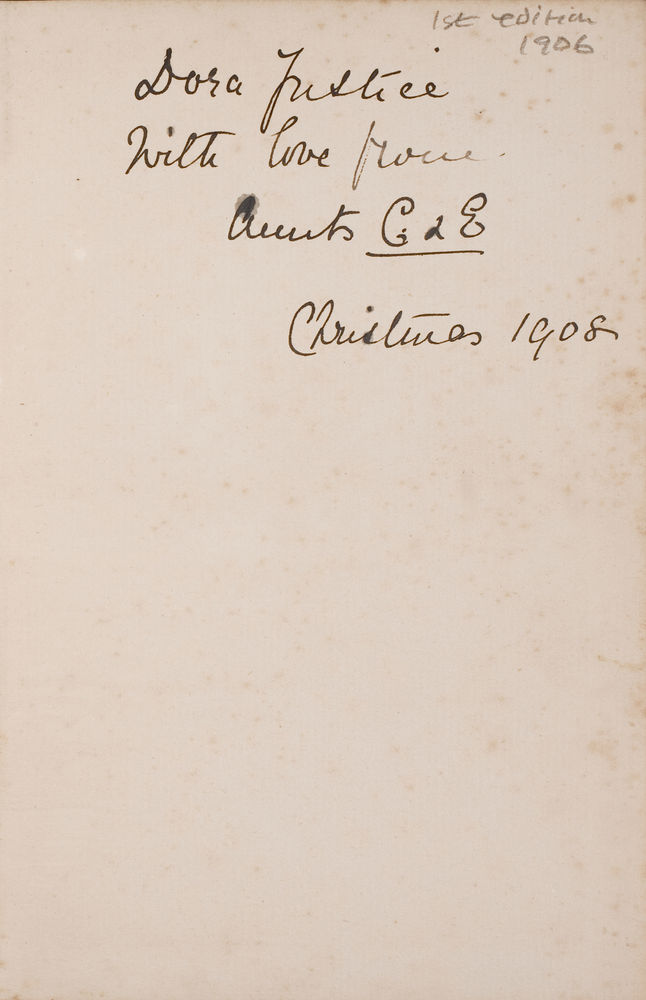 1st edition
1906
Dora Justice
With love from
Aunts C & E
Christmas 1908